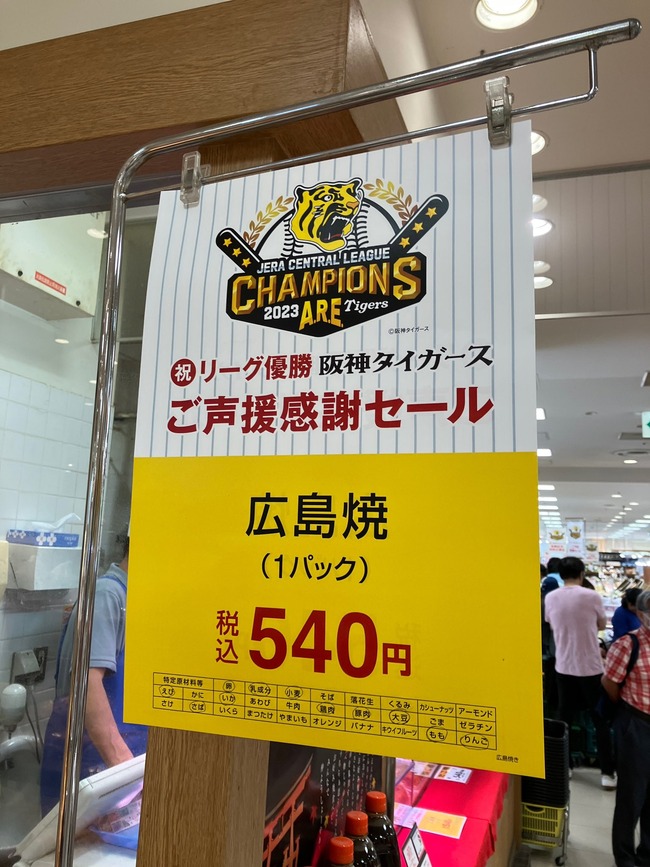 JERA CENTRAL LEAGUE
CHAMPIONS
2023 A.R.E. Tigers
©阪神タイガース
祝 リーグ優勝 阪神タイガース
ご声援感謝セール
広島焼
(1パック)
税込 540円
特定原材料等 卵 乳成分 小麦 そば 落花生 くるみ カシューナッツ アーモンド
えび かに いか あわび 牛肉 鶏肉 豚肉 大豆 ごま ゼラチン
さけ さば いくら まつたけ やまいも オレンジ バナナ キウイフルーツ もも りんご
広島焼き